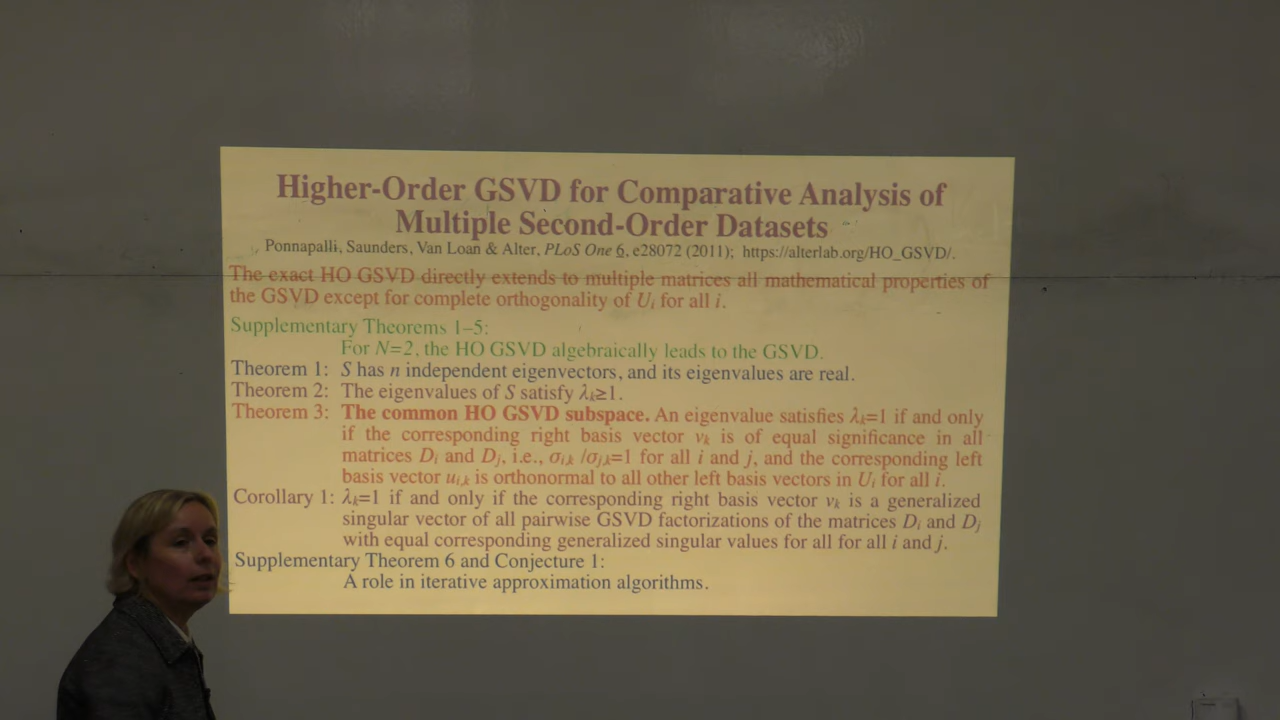 Higher-Order GSVD for Comparative Analysis of
Multiple Second-Order Datasets
Ponnapalli, Saunders, Van Loan & Alter, PLoS One 6, e28072 (2011); https://alterlab.org/HO_GSVD/.
The exact HO GSVD directly extends to multiple matrices all mathematical properties of
the GSVD except for complete orthogonality of Ui for all i.
Supplementary Theorems 1–5:
For N=2, the HO GSVD algebraically leads to the GSVD.
Theorem 1: S has n independent eigenvectors, and its eigenvalues are real.
Theorem 2: The eigenvalues of S satisfy λk≥1.
Theorem 3: The common HO GSVD subspace. An eigenvalue satisfies λk=1 if and only
if the corresponding right basis vector vk is of equal significance in all
matrices Di and Dj, i.e., σi,k /σj,k=1 for all i and j, and the corresponding left
basis vector ui,k is orthonormal to all other left basis vectors in Ui for all i.
Corollary 1: λk=1 if and only if the corresponding right basis vector vk is a generalized
singular vector of all pairwise GSVD factorizations of the matrices Di and Dj
with equal corresponding generalized singular values for all for all i and j.
Supplementary Theorem 6 and Conjecture 1:
A role in iterative approximation algorithms.